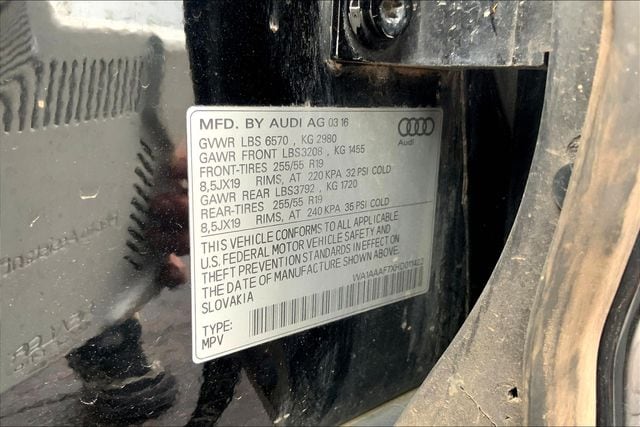 MFD. BY AUDI AG 03 16
Audi
GVWR LBS 6570 , KG 2980
GAWR FRONT LBS3208 , KG 1455
FRONT-TIRES 255/55 R19
8,5JX19 RIMS, AT 220 KPA 32 PSI COLD
GAWR REAR LBS3792 , KG 1720
REAR-TIRES 255/55 R19
8,5JX19 RIMS, AT 240 KPA 35 PSI COLD
THIS VEHICLE CONFORMS TO ALL APPLICABLE
U.S. FEDERAL MOTOR VEHICLE SAFETY AND
THEFT PREVENTION STANDARDS IN EFFECT ON
THE DATE OF MANUFACTURE SHOWN ABOVE.
SLOVAKIA
TYPE:
MPV